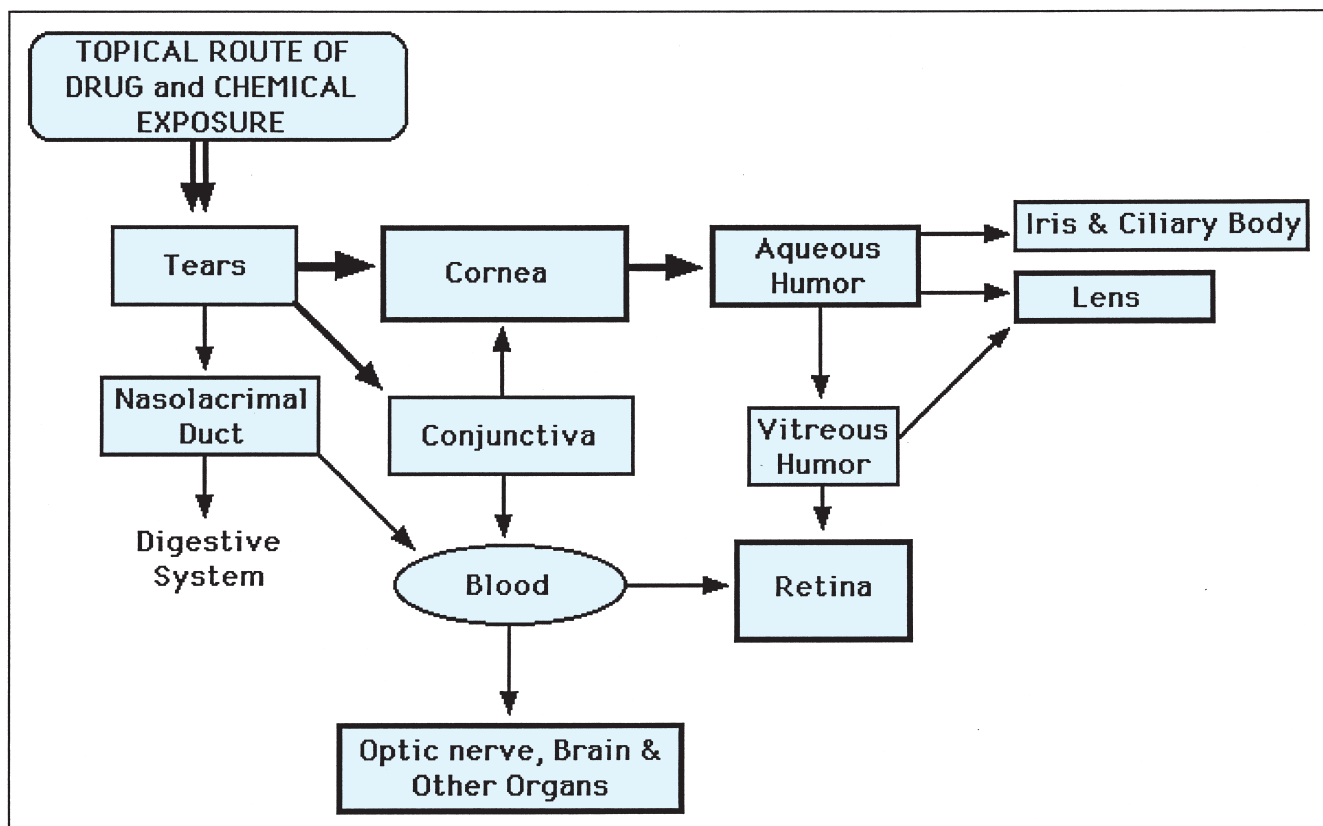 TOPICAL ROUTE OF
DRUG and CHEMICAL
EXPOSURE
Tears
Cornea
Aqueous
Humor
Iris & Ciliary Body
Lens
Nasolacrimal
Duct
Conjunctiva
Vitreous
Humor
Digestive
System
Blood
Retina
Optic nerve, Brain &
Other Organs